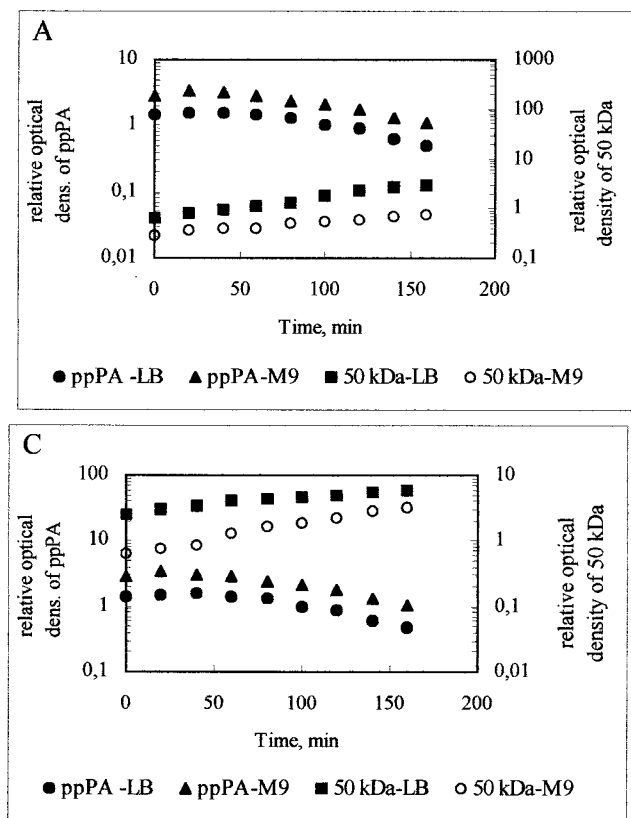 A
10
1
0,1
0,01
relative optical
dens. of ppPA
1000
100
10
1
0,1
relative optical
density of 50 kDa
0 50 100 150 200
Time, min
● ppPA -LB ▲ ppPA-M9 ■ 50 kDa-LB ○ 50 kDa-M9
C
100
10
1
0,1
relative optical
dens. of ppPA
10
1
0,1
0,01
relative optical
density of 50 kDa
0 50 100 150 200
Time, min
● ppPA -LB ▲ ppPA-M9 ■ 50 kDa-LB ○ 50 kDa-M9